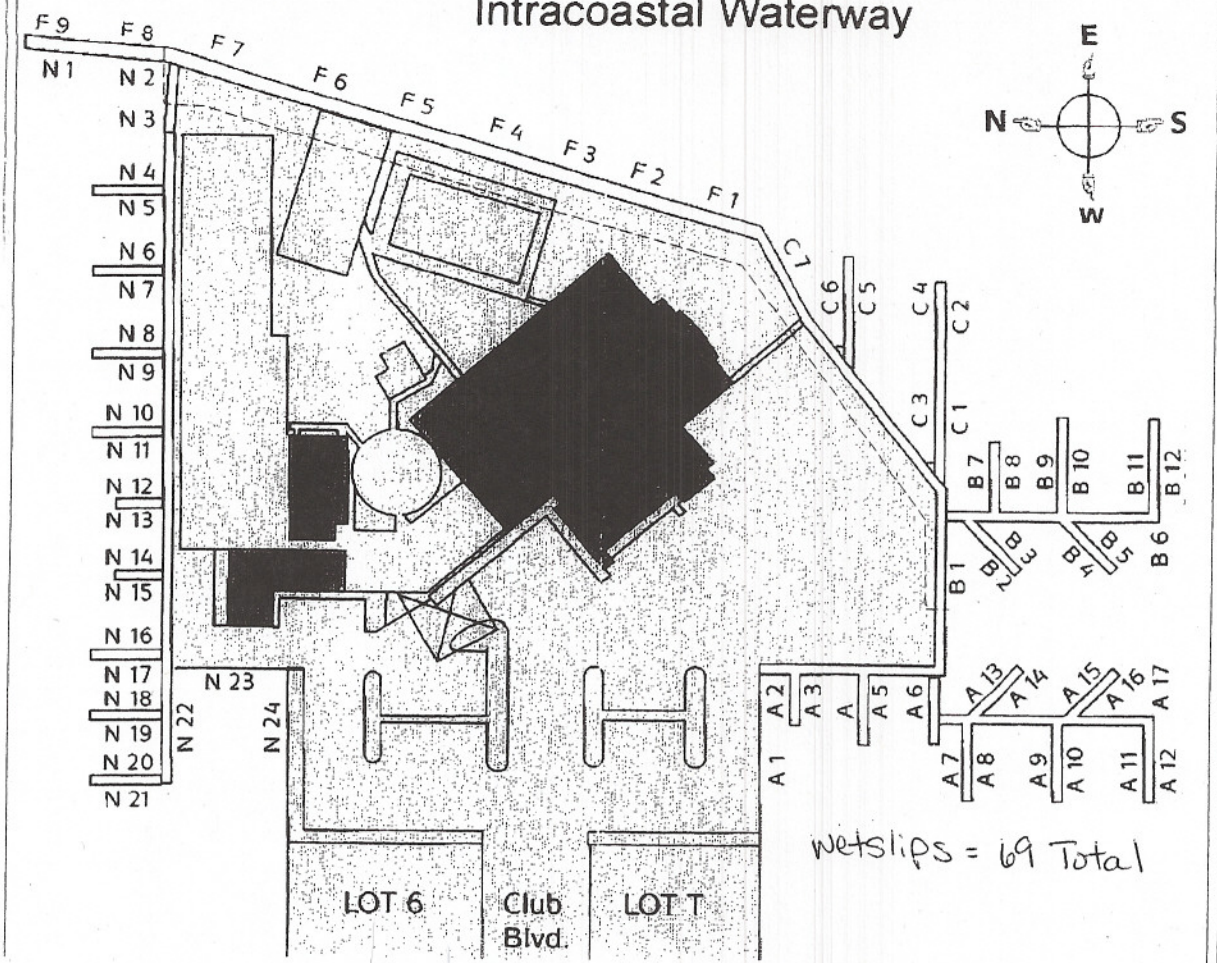 Intracoastal Waterway
E
N
S
W
F 9
F 8
F 7
F 6
F 5
F 4
F 3
F 2
F 1
N 1
N 2
N 3
N 4
N 5
N 6
N 7
N 8
N 9
N 10
N 11
N 12
N 13
N 14
N 15
N 16
N 17
N 18
N 19
N 20
N 21
N 22
N 23
N 24
C 7
C 6
C 5
C 4
C 2
C 3
C 1
B 7
B 8
B 9
B 10
B 11
B 12
B 1
B 2
B 3
B 4
B 5
B 6
A 1
A 2
A 3
A
A 5
A 6
A 13
A 14
A 15
A 16
A 17
A 7
A 8
A 9
A 10
A 11
A 12
wetslips = 69 Total
LOT 6
Club
Blvd.
LOT T